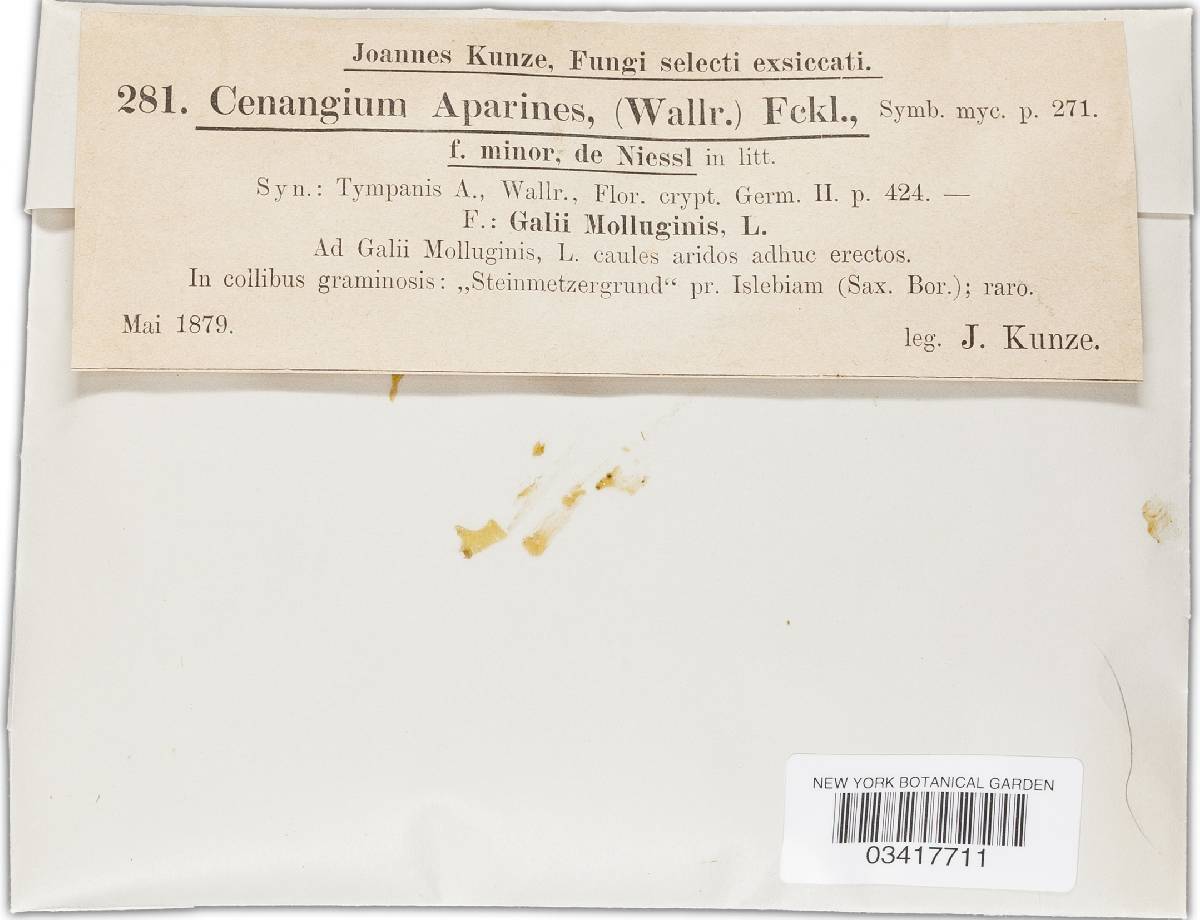 Joannes Kunze, Fungi selecti exsiccati.
281. Cenangium Aparines, (Wallr.) Fckl., Symb. myc. p. 271.
f. minor, de Niessl in litt.
Syn.: Tympanis A., Wallr., Flor. crypt. Germ. II. p. 424. —
F.: Galii Molluginis, L.
Ad Galii Molluginis, L. caules aridos adhuc erectos.
In collibus graminosis: „Steinmetzergrund“ pr. Islebiam (Sax. Bor.); raro.
Mai 1879.
leg. J. Kunze.
NEW YORK BOTANICAL GARDEN
03417711